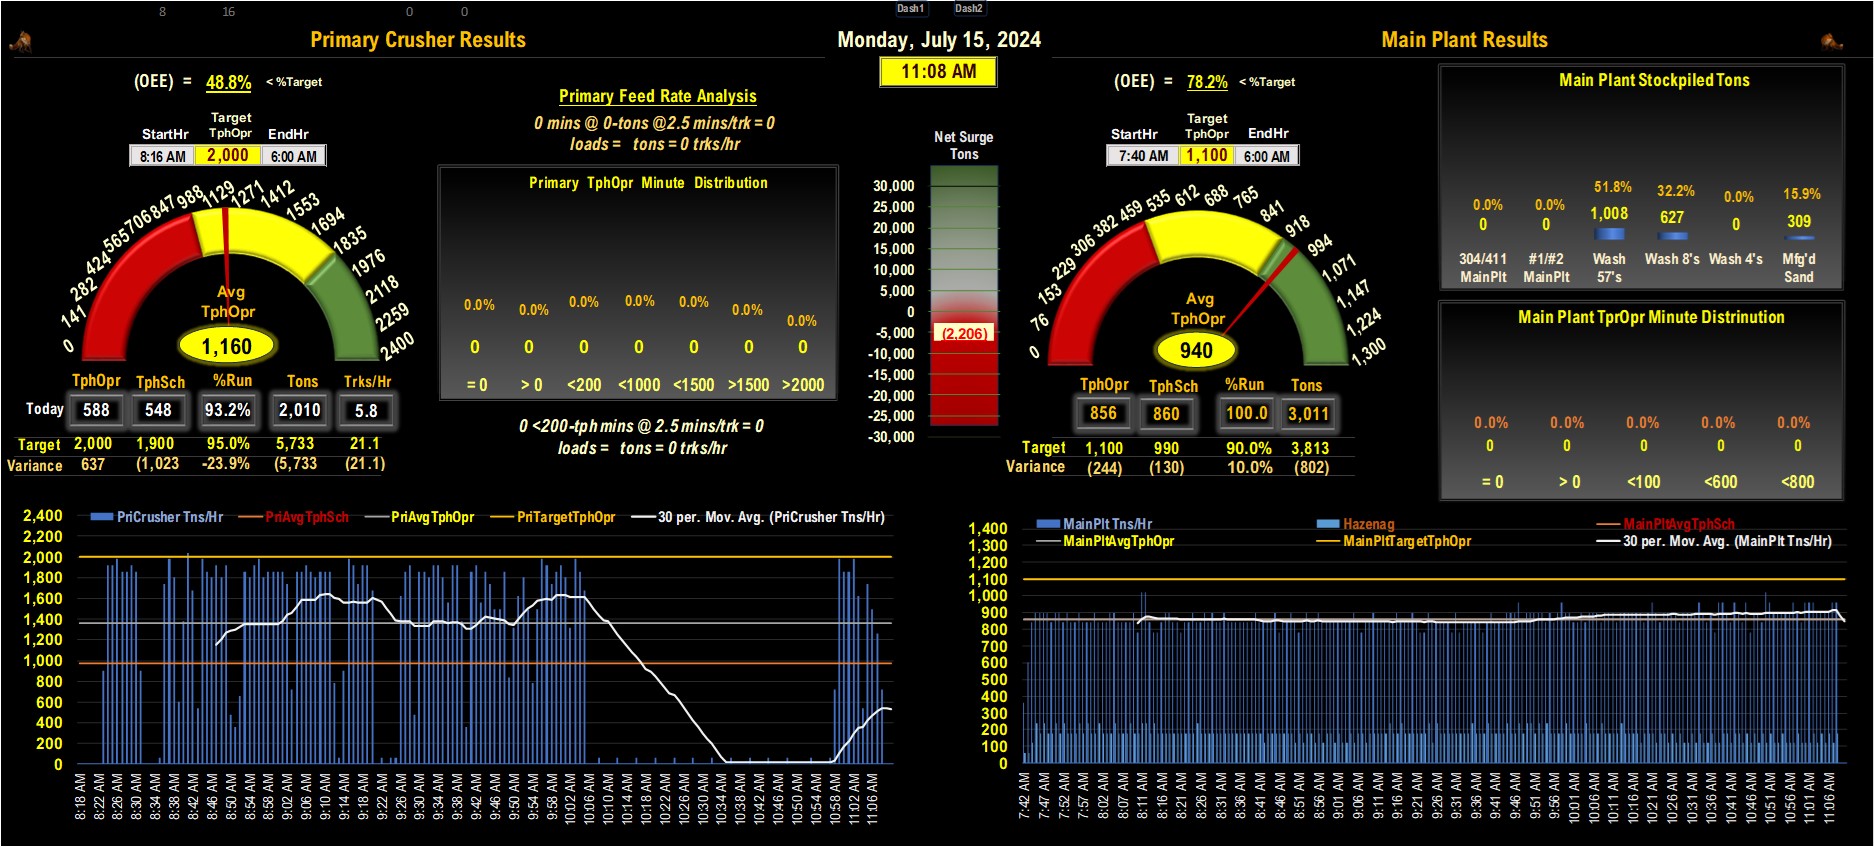 8 16 0 0 Dash1 Dash2
Primary Crusher Results
Monday, July 15, 2024
Main Plant Results
11:08 AM
(OEE) = 48.8% < %Target
Target
StartHr TphOpr EndHr
8:16 AM 2,000 6:00 AM
0 141 282 424 565 706 847 988 1129 1271 1412 1553 1694 1835 1976 2118 2259 2400
Avg
TphOpr
1,160
TphOpr TphSch %Run Tons Trks/Hr
Today 588 548 93.2% 2,010 5.8
Target 2,000 1,900 95.0% 5,733 21.1
Variance 637 (1,023 -23.9% (5,733 (21.1)
Primary Feed Rate Analysis
0 mins @ 0-tons @2.5 mins/trk = 0
loads = tons = 0 trks/hr
Primary TphOpr Minute Distribution
0.0% 0.0% 0.0% 0.0% 0.0% 0.0% 0.0%
0 0 0 0 0 0 0
= 0 > 0 <200 <1000 <1500 >1500 >2000
0 <200-tph mins @ 2.5 mins/trk = 0
loads = tons = 0 trks/hr
Net Surge
Tons
30,000
25,000
20,000
15,000
10,000
5,000
0
-5,000
(2,206)
-10,000
-15,000
-20,000
-25,000
-30,000
(OEE) = 78.2% < %Target
Target
StartHr TphOpr EndHr
7:40 AM 1,100 6:00 AM
0 76 153 229 306 382 459 535 612 688 765 841 918 994 1,071 1,147 1,224 1,300
Avg
TphOpr
940
TphOpr TphSch %Run Tons
856 860 100.0 3,011
Target 1,100 990 90.0% 3,813
Variance (244) (130) 10.0% (802)
Main Plant Stockpiled Tons
0.0% 0.0% 51.8% 32.2% 0.0% 15.9%
0 0 1,008 627 0 309
304/411 #1/#2 Wash Wash 8's Wash 4's Mfg'd
MainPlt MainPlt 57's Sand
Main Plant TprOpr Minute Distrinution
0.0% 0.0% 0.0% 0.0% 0.0%
0 0 0 0 0
= 0 > 0 <100 <600 <800
PriCrusher Tns/Hr PriAvgTphSch PriAvgTphOpr PriTargetTphOpr 30 per. Mov. Avg. (PriCrusher Tns/Hr)
2,400
2,200
2,000
1,800
1,600
1,400
1,200
1,000
800
600
400
200
0
8:18 AM 8:22 AM 8:26 AM 8:30 AM 8:34 AM 8:38 AM 8:42 AM 8:46 AM 8:50 AM 8:54 AM 8:58 AM 9:02 AM 9:06 AM 9:10 AM 9:14 AM 9:18 AM 9:22 AM 9:26 AM 9:30 AM 9:34 AM 9:38 AM 9:42 AM 9:46 AM 9:50 AM 9:54 AM 9:58 AM 10:02 AM 10:06 AM 10:10 AM 10:14 AM 10:18 AM 10:22 AM 10:26 AM 10:30 AM 10:34 AM 10:38 AM 10:42 AM 10:46 AM 10:50 AM 10:54 AM 10:58 AM 11:02 AM 11:06 AM
MainPlt Tns/Hr Hazenag MainPltAvgTphSch
MainPltAvgTphOpr MainPltTargetTphOpr 30 per. Mov. Avg. (MainPlt Tns/Hr)
1,400
1,300
1,200
1,100
1,000
900
800
700
600
500
400
300
200
100
0
7:42 AM 7:47 AM 7:52 AM 7:57 AM 8:02 AM 8:07 AM 8:11 AM 8:16 AM 8:21 AM 8:26 AM 8:31 AM 8:36 AM 8:41 AM 8:46 AM 8:51 AM 8:56 AM 9:01 AM 9:06 AM 9:11 AM 9:16 AM 9:21 AM 9:26 AM 9:31 AM 9:36 AM 9:41 AM 9:46 AM 9:51 AM 9:56 AM 10:01 AM 10:06 AM 10:11 AM 10:16 AM 10:21 AM 10:26 AM 10:31 AM 10:36 AM 10:41 AM 10:46 AM 10:51 AM 10:56 AM 11:01 AM 11:06 AM